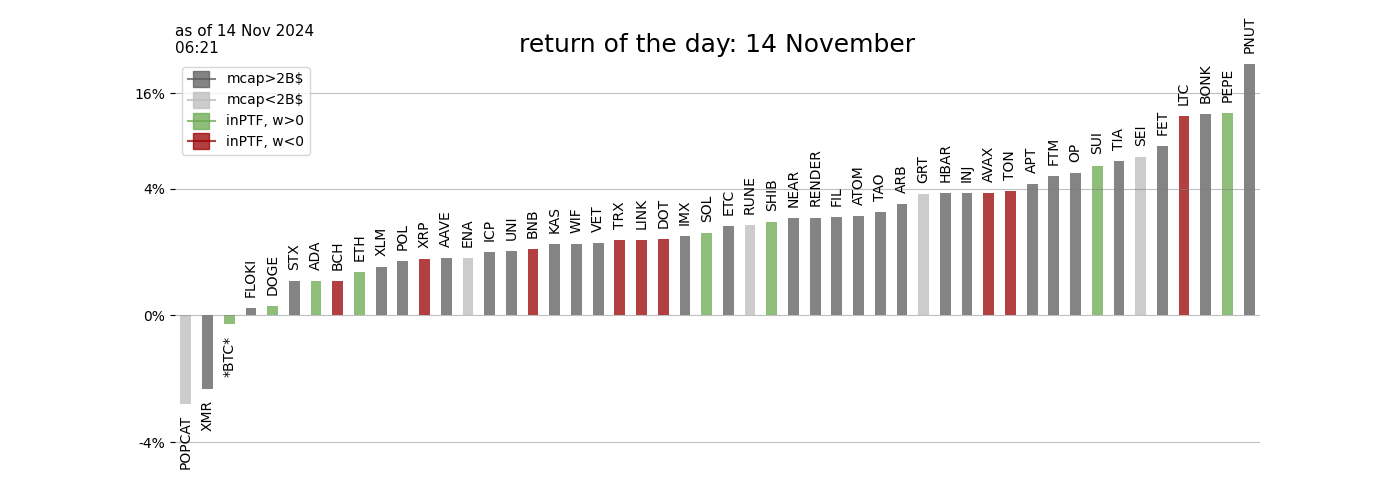 as of 14 Nov 2024
06:21
return of the day: 14 November
mcap>2B$
mcap<2B$
inPTF, w>0
inPTF, w<0
16%
4%
0%
-4%
POPCAT
XMR
*BTC*
FLOKI
DOGE
STX
ADA
BCH
ETH
XLM
POL
XRP
AAVE
ENA
ICP
UNI
BNB
KAS
WIF
VET
TRX
LINK
DOT
IMX
SOL
ETC
RUNE
SHIB
NEAR
RENDER
FIL
ATOM
TAO
ARB
GRT
HBAR
INJ
AVAX
TON
APT
FTM
OP
SUI
TIA
SEI
FET
LTC
BONK
PEPE
PNUT